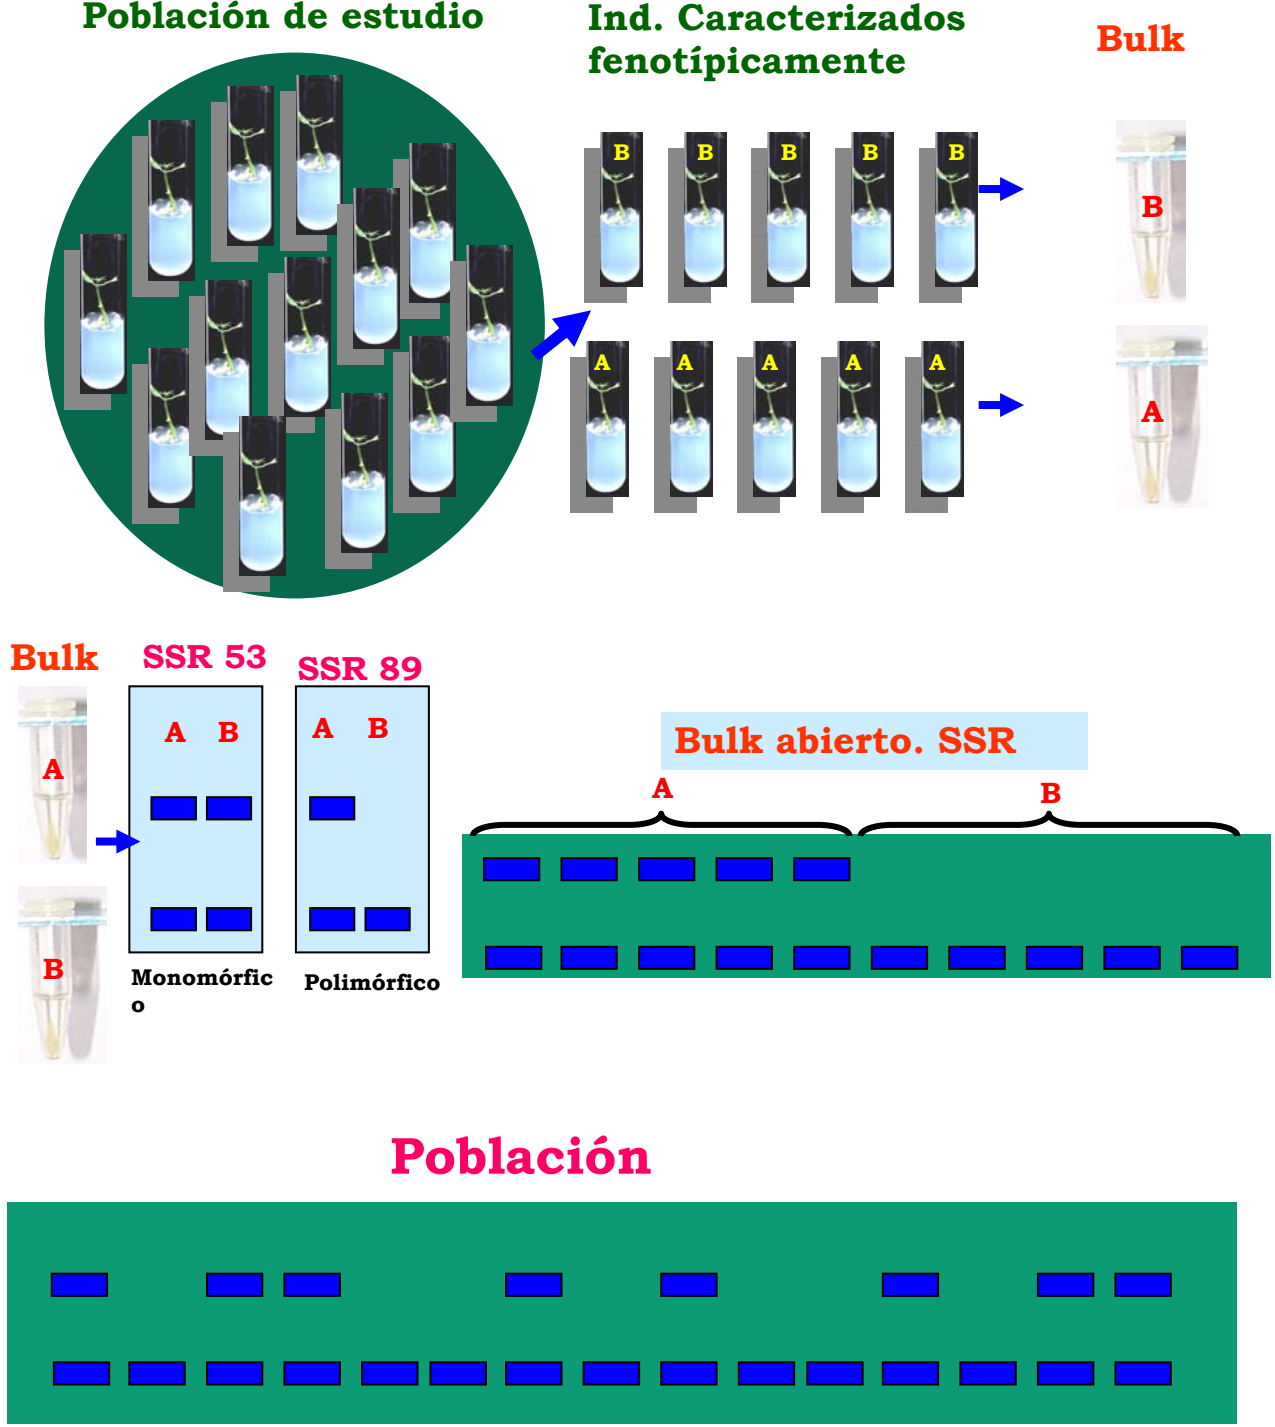 Población de estudio
Ind. Caracterizados
fenotípicamente
Bulk
B B B B B
B
A A A A A
A
Bulk
SSR 53
SSR 89
A B
A B
A
B
Monomórfic
o
Polimórfico
Bulk abierto. SSR
A
B
Población